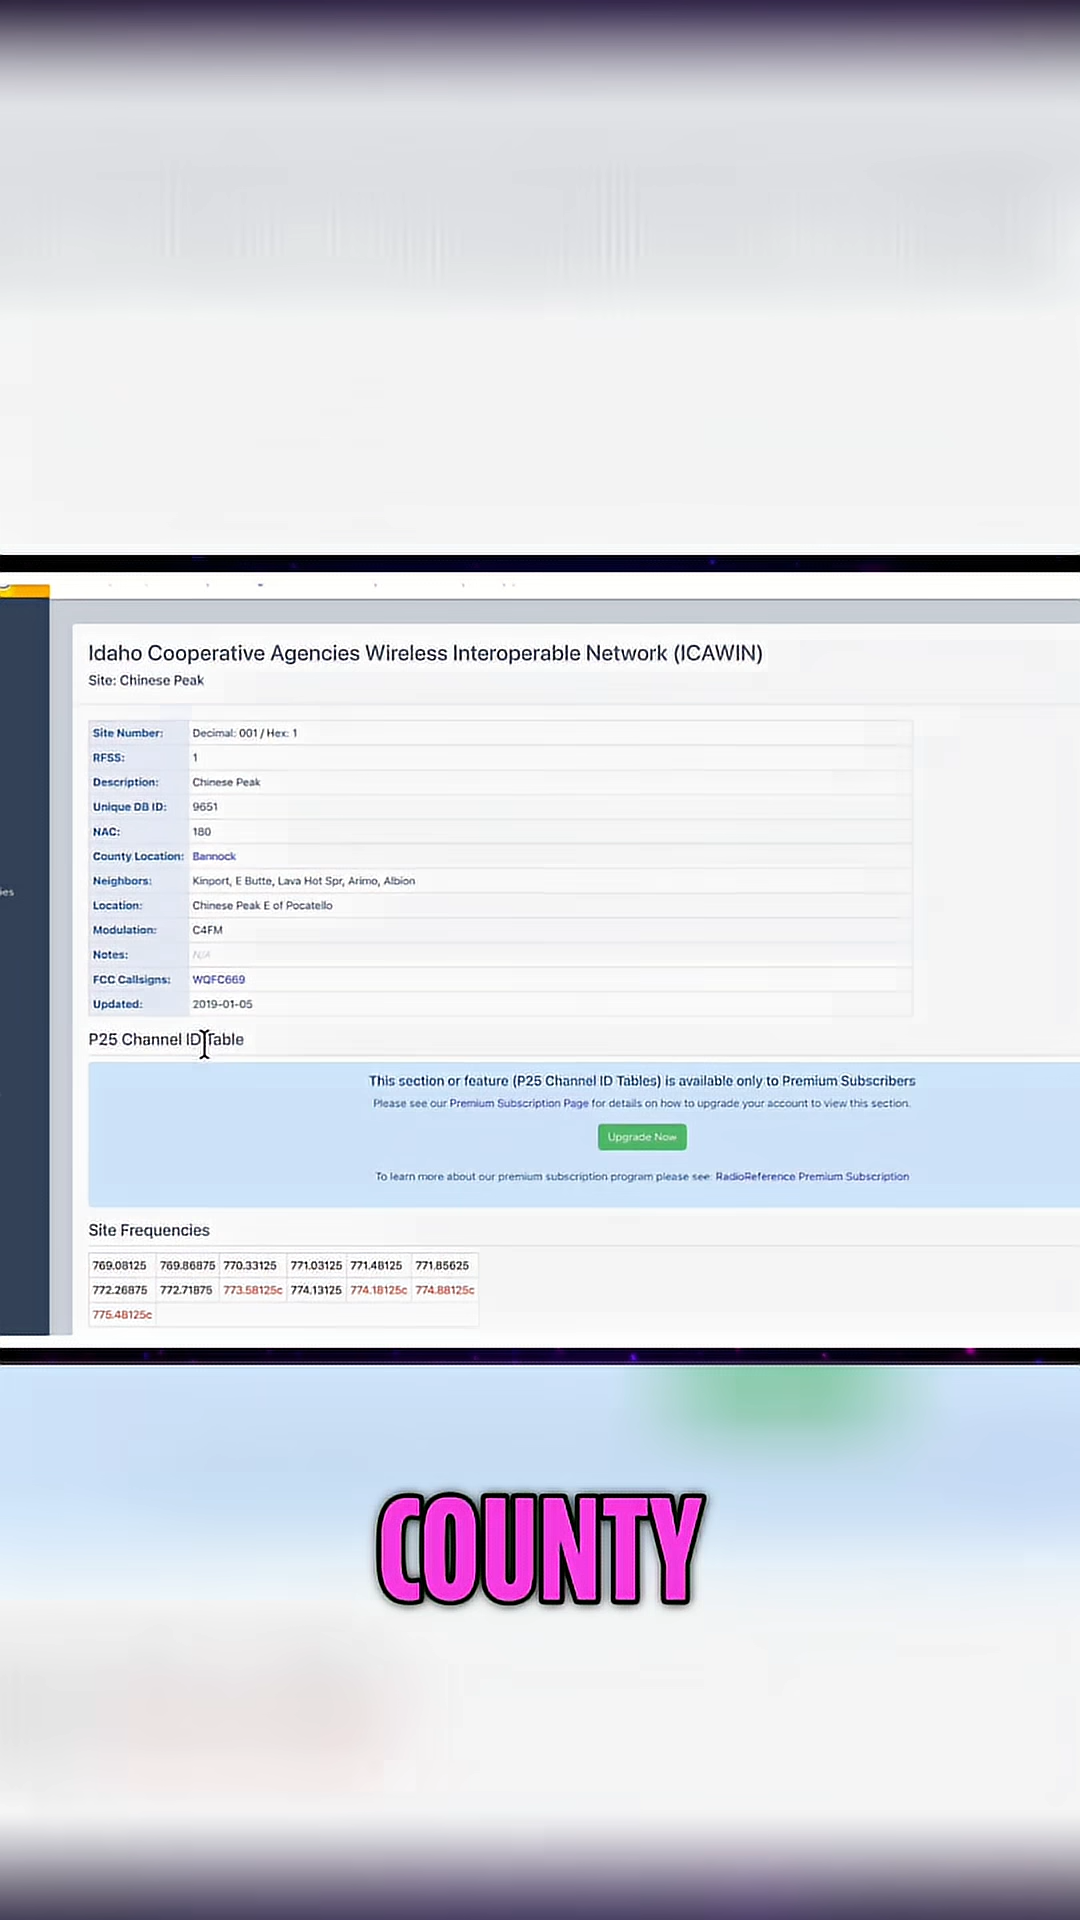 Idaho Cooperative Agencies Wireless Interoperable Network (ICAWIN)
Site: Chinese Peak
Site Number: Decimal: 001 / Hex: 1
RFSS: 1
Description: Chinese Peak
Unique DB ID: 9651
NAC: 180
County Location: Bannock
ies
Neighbors: Kinport, E Butte, Lava Hot Spr, Arimo, Albion
Location: Chinese Peak E of Pocatello
Modulation: C4FM
Notes: N/A
FCC Callsigns: WQFC669
Updated: 2019-01-05
P25 Channel ID Table
This section or feature (P25 Channel ID Tables) is available only to Premium Subscribers
Please see our Premium Subscription Page for details on how to upgrade your account to view this section.
Upgrade Now
To learn more about our premium subscription program please see: RadioReference Premium Subscription
Site Frequencies
769.08125 769.86875 770.33125 771.03125 771.48125 771.85625
772.26875 772.71875 773.58125c 774.13125 774.18125c 774.88125c
775.48125c
COUNTY